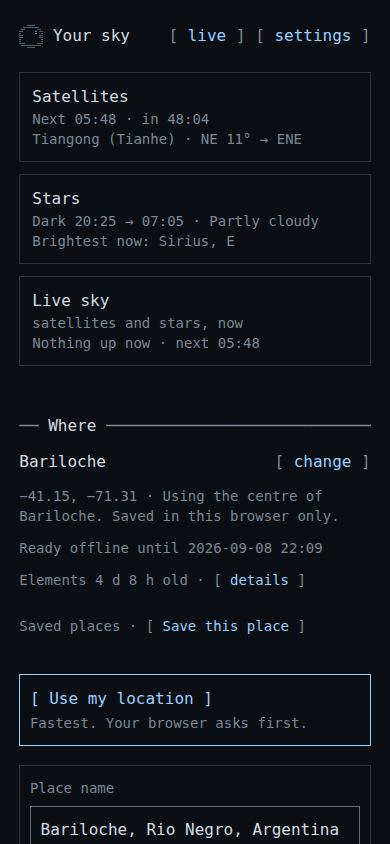 Your sky [ live ] [ settings ]
Satellites
Next 05:48 · in 48:04
Tiangong (Tianhe) · NE 11° → ENE
Stars
Dark 20:25 → 07:05 · Partly cloudy
Brightest now: Sirius, E
Live sky
satellites and stars, now
Nothing up now · next 05:48
Where
Bariloche [ change ]
−41.15, −71.31 · Using the centre of
Bariloche. Saved in this browser only.
Ready offline until 2026-09-08 22:09
Elements 4 d 8 h old · [ details ]
Saved places · [ Save this place ]
[ Use my location ]
Fastest. Your browser asks first.
Place name
Bariloche, Rio Negro, Argentina